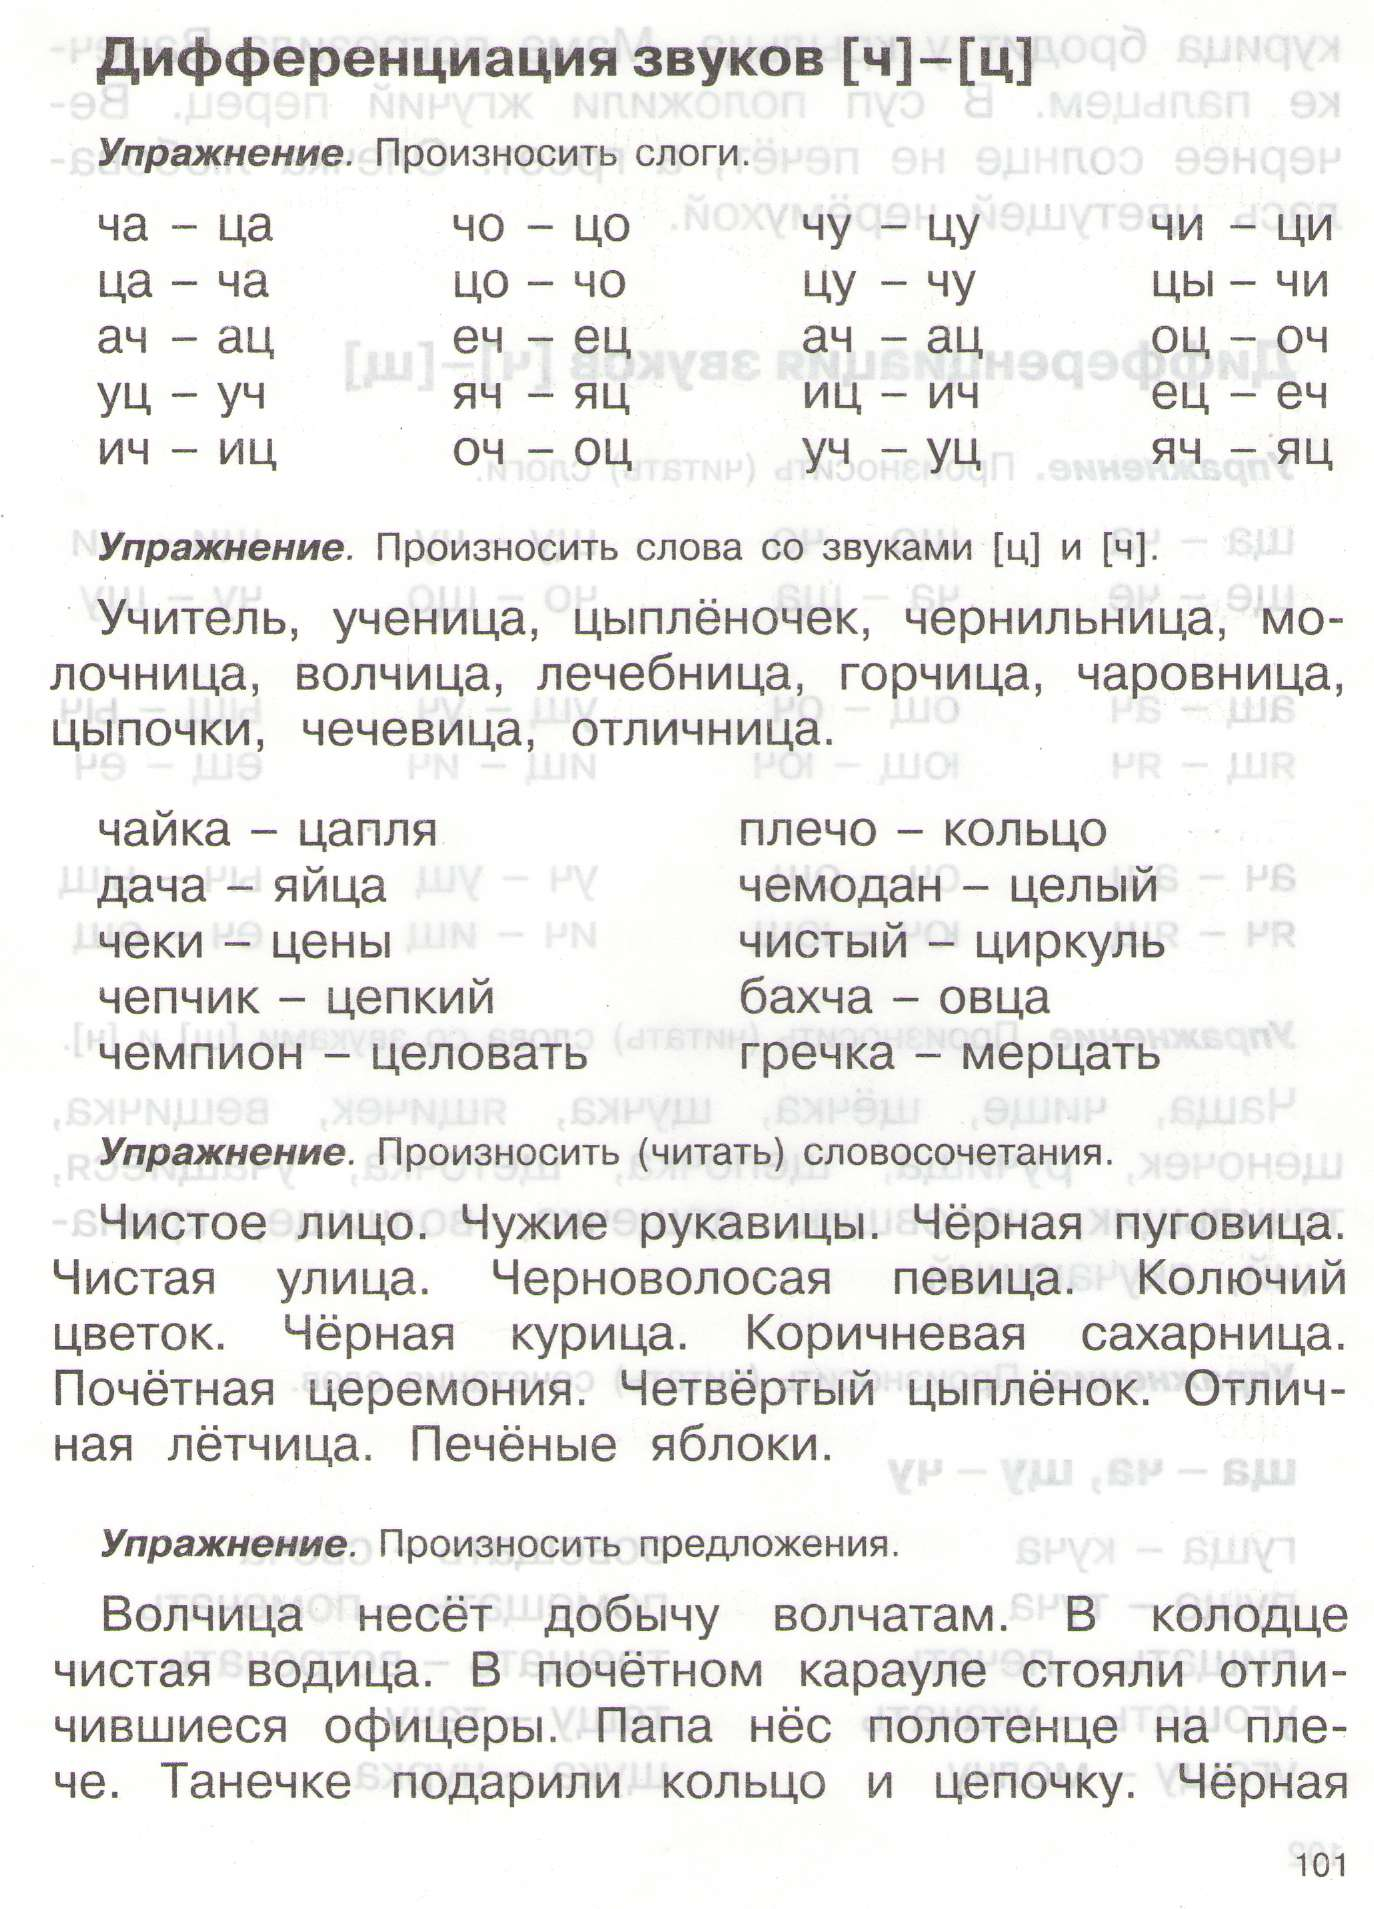 Дифференциация звуков [ч]–[ц]
Упражнение. Произносить слоги.
ча – ца чо – цо чу – цу чи – ци
ца – ча цо – чо цу – чу цы – чи
ач – ац еч – ец ач – ац оц – оч
уц – уч яч – яц иц – ич ец – еч
ич – иц оч – оц уч – уц яч – яц
Упражнение. Произносить слова со звуками [ц] и [ч].
Учитель, ученица, цыплёночек, чернильница, мо-
лочница, волчица, лечебница, горчица, чаровница,
цыпочки, чечевица, отличница.
чайка – цапля плечо – кольцо
дача – яйца чемодан – целый
чеки – цены чистый – циркуль
чепчик – цепкий бахча – овца
чемпион – целовать гречка – мерцать
Упражнение. Произносить (читать) словосочетания.
Чистое лицо. Чужие рукавицы. Чёрная пуговица.
Чистая улица. Черноволосая певица. Колючий
цветок. Чёрная курица. Коричневая сахарница.
Почётная церемония. Четвёртый цыплёнок. Отлич-
ная лётчица. Печёные яблоки.
Упражнение. Произносить предложения.
Волчица несёт добычу волчатам. В колодце
чистая водица. В почётном карауле стояли отли-
чившиеся офицеры. Папа нёс полотенце на пле-
че. Танечке подарили кольцо и цепочку. Чёрная
101